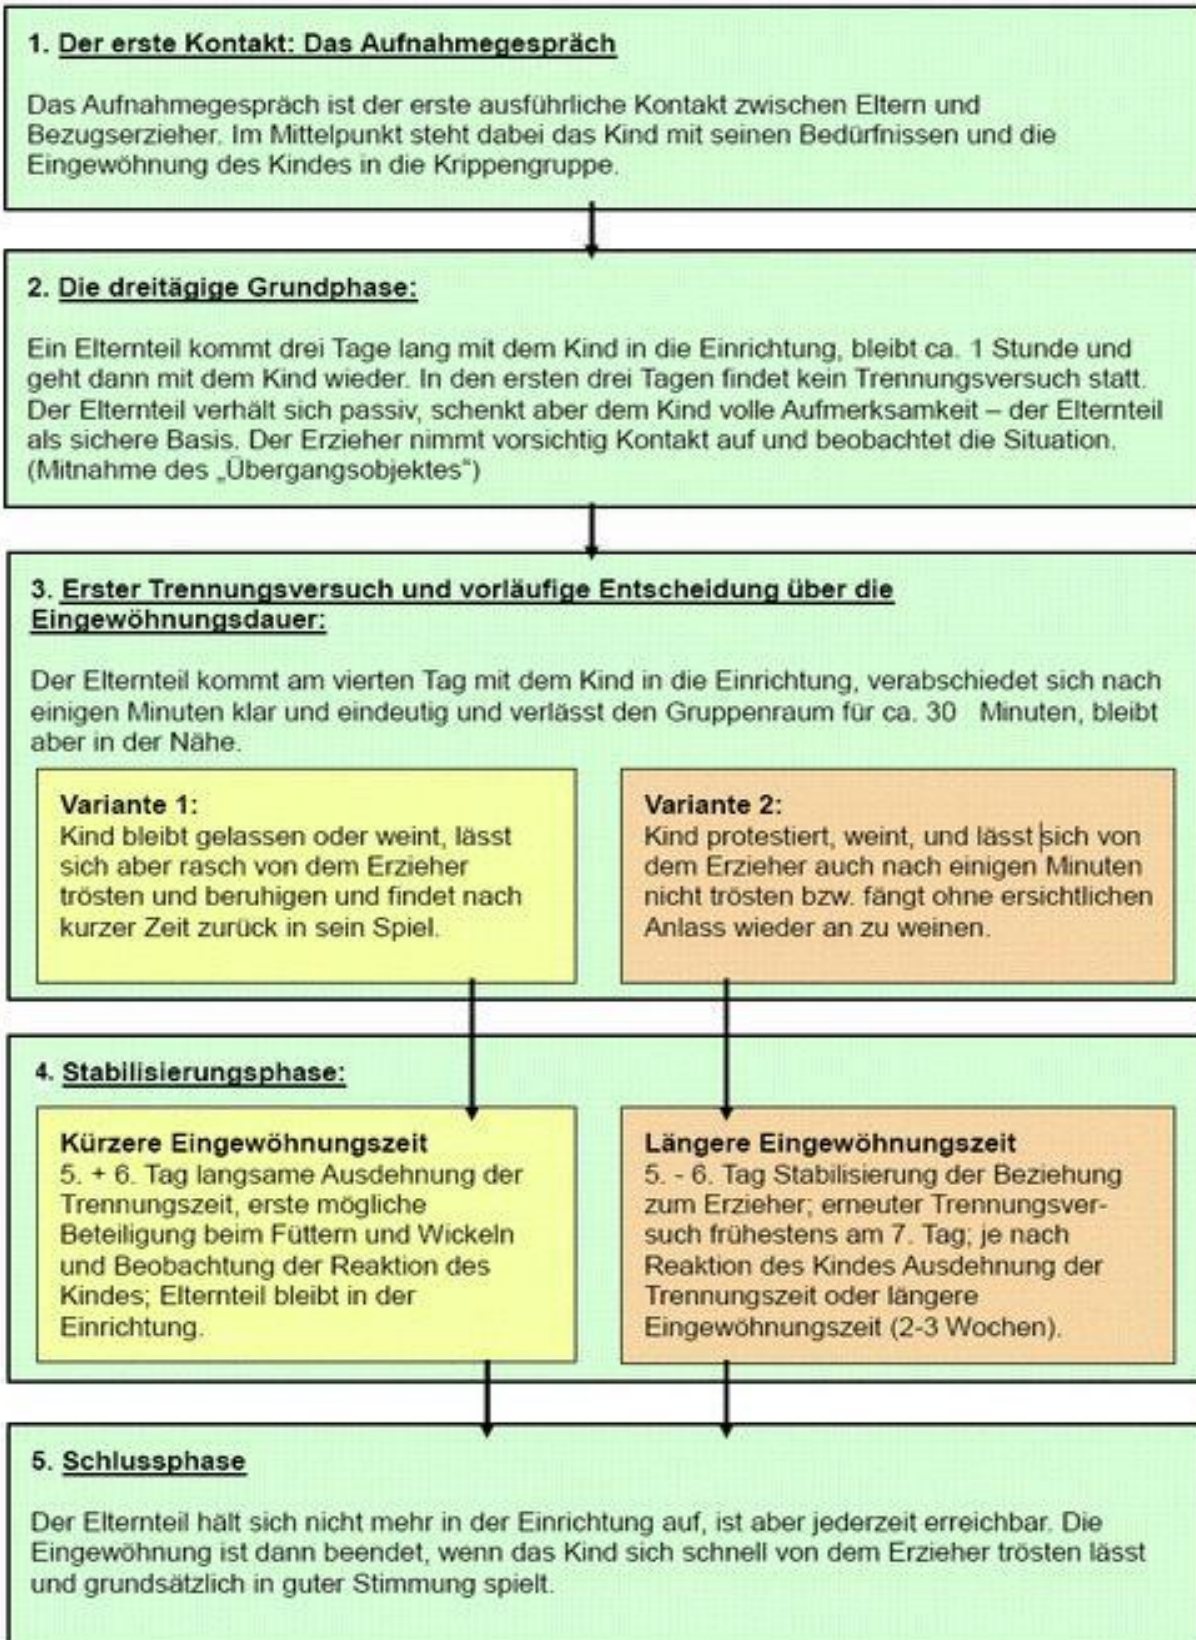 1. Der erste Kontakt: Das Aufnahmegespräch
Das Aufnahmegespräch ist der erste ausführliche Kontakt zwischen Eltern und
Bezugserzieher. Im Mittelpunkt steht dabei das Kind mit seinen Bedürfnissen und die
Eingewöhnung des Kindes in die Krippengruppe.
2. Die dreitägige Grundphase:
Ein Elternteil kommt drei Tage lang mit dem Kind in die Einrichtung, bleibt ca. 1 Stunde und
geht dann mit dem Kind wieder. In den ersten drei Tagen findet kein Trennungsversuch statt.
Der Elternteil verhält sich passiv, schenkt aber dem Kind volle Aufmerksamkeit – der Elternteil
als sichere Basis. Der Erzieher nimmt vorsichtig Kontakt auf und beobachtet die Situation.
(Mitnahme des „Übergangsobjektes“)
3. Erster Trennungsversuch und vorläufige Entscheidung über die
Eingewöhnungsdauer:
Der Elternteil kommt am vierten Tag mit dem Kind in die Einrichtung, verabschiedet sich nach
einigen Minuten klar und eindeutig und verlässt den Gruppenraum für ca. 30 Minuten, bleibt
aber in der Nähe.
Variante 1:
Kind bleibt gelassen oder weint, lässt
sich aber rasch von dem Erzieher
trösten und beruhigen und findet nach
kurzer Zeit zurück in sein Spiel.
Variante 2:
Kind protestiert, weint, und lässt sich von
dem Erzieher auch nach einigen Minuten
nicht trösten bzw. fängt ohne ersichtlichen
Anlass wieder an zu weinen.
4. Stabilisierungsphase:
Kürzere Eingewöhnungszeit
5. + 6. Tag langsame Ausdehnung der
Trennungszeit, erste mögliche
Beteiligung beim Füttern und Wickeln
und Beobachtung der Reaktion des
Kindes; Elternteil bleibt in der
Einrichtung.
Längere Eingewöhnungszeit
5. - 6. Tag Stabilisierung der Beziehung
zum Erzieher; erneuter Trennungsver-
such frühestens am 7. Tag; je nach
Reaktion des Kindes Ausdehnung der
Trennungszeit oder längere
Eingewöhnungszeit (2-3 Wochen).
5. Schlussphase
Der Elternteil hält sich nicht mehr in der Einrichtung auf, ist aber jederzeit erreichbar. Die
Eingewöhnung ist dann beendet, wenn das Kind sich schnell von dem Erzieher trösten lässt
und grundsätzlich in guter Stimmung spielt.